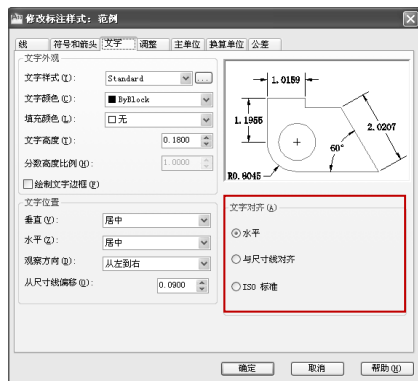 修改标注样式: 范例
线 符号和箭头 文字 调整 主单位 换算单位 公差
文字外观
文字样式(Y): Standard ...
文字颜色(C): ByBlock
填充颜色(L): 无
文字高度(T): 0.1800
分数高度比例(H): 1.0000
绘制文字边框(F)
1.0159
1.1955
2.0207
60°
R0.8045
文字位置
垂直(V): 居中
水平(Z): 居中
观察方向(D): 从左到右
从尺寸线偏移(O): 0.0900
文字对齐(A)
水平
与尺寸线对齐
ISO 标准
确定 取消 帮助(H)